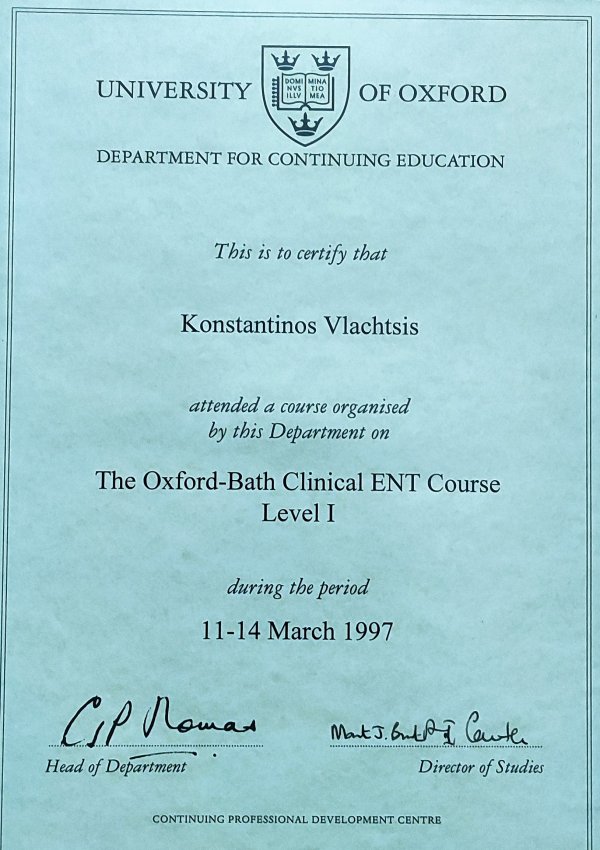 UNIVERSITY OF OXFORD
DOMI MINA
NVS TIO
ILLV MEA
DEPARTMENT FOR CONTINUING EDUCATION
This is to certify that
Konstantinos Vlachtsis
attended a course organised
by this Department on
The Oxford-Bath Clinical ENT Course
Level I
during the period
11-14 March 1997
Head of Department
Director of Studies
CONTINUING PROFESSIONAL DEVELOPMENT CENTRE